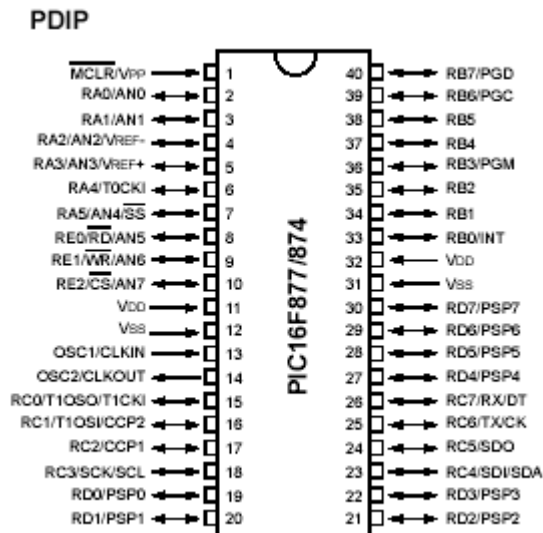 PDIP
MCLR/VPP 1 40 RB7/PGD
RA0/AN0 2 39 RB6/PGC
RA1/AN1 3 38 RB5
RA2/AN2/VREF- 4 37 RB4
RA3/AN3/VREF+ 5 36 RB3/PGM
RA4/T0CKI 6 35 RB2
RA5/AN4/SS 7 34 RB1
RE0/RD/AN5 8 33 RB0/INT
RE1/WR/AN6 9 32 VDD
RE2/CS/AN7 10 31 VSS
VDD 11 30 RD7/PSP7
VSS 12 29 RD6/PSP6
OSC1/CLKIN 13 28 RD5/PSP5
OSC2/CLKOUT 14 27 RD4/PSP4
RC0/T1OSO/T1CKI 15 26 RC7/RX/DT
RC1/T1OSI/CCP2 16 25 RC6/TX/CK
RC2/CCP1 17 24 RC5/SDO
RC3/SCK/SCL 18 23 RC4/SDI/SDA
RD0/PSP0 19 22 RD3/PSP3
RD1/PSP1 20 21 RD2/PSP2
PIC16F877/874